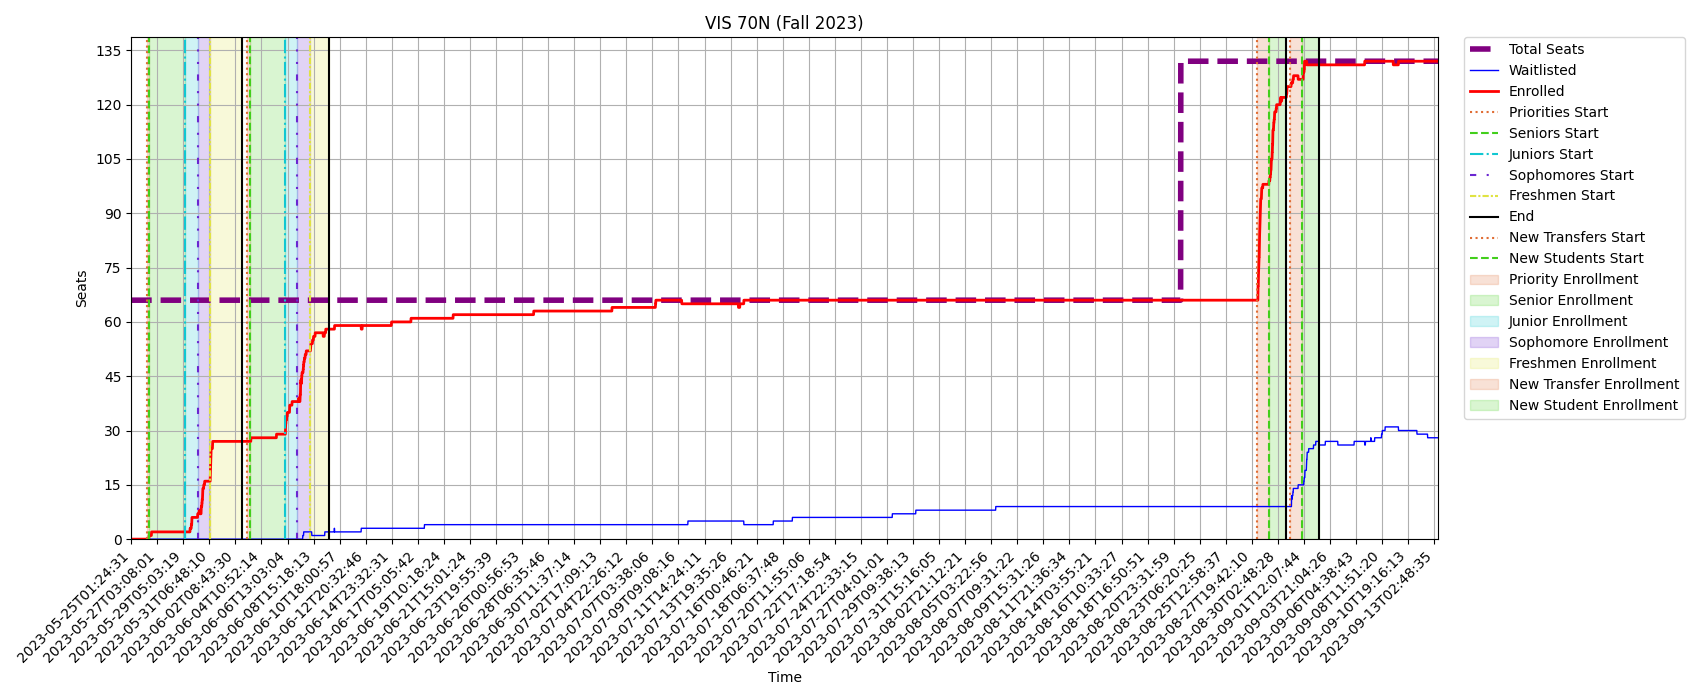 VIS 70N (Fall 2023)
Seats
135
120
105
90
75
60
45
30
15
0
2023-05-25T01:24:31
2023-05-27T03:08:01
2023-05-29T05:03:19
2023-05-31T06:48:10
2023-06-02T08:43:30
2023-06-04T10:52:14
2023-06-06T13:03:04
2023-06-08T15:18:13
2023-06-10T18:00:57
2023-06-12T20:32:46
2023-06-14T22:32:31
2023-06-17T05:05:42
2023-06-19T10:18:24
2023-06-21T15:01:24
2023-06-23T19:55:39
2023-06-26T00:56:53
2023-06-28T06:35:46
2023-06-30T11:37:14
2023-07-02T17:09:13
2023-07-04T22:26:12
2023-07-07T03:38:06
2023-07-09T09:08:16
2023-07-11T14:24:11
2023-07-13T19:35:26
2023-07-16T00:46:21
2023-07-18T06:37:48
2023-07-20T11:55:06
2023-07-22T17:18:54
2023-07-24T22:33:15
2023-07-27T04:01:01
2023-07-29T09:38:13
2023-07-31T15:16:05
2023-08-02T21:12:21
2023-08-05T03:22:56
2023-08-07T09:31:22
2023-08-09T15:31:26
2023-08-11T21:36:34
2023-08-14T03:55:21
2023-08-16T10:33:27
2023-08-18T16:50:51
2023-08-20T23:31:59
2023-08-23T06:20:25
2023-08-25T12:58:37
2023-08-27T19:42:10
2023-08-30T02:48:28
2023-09-01T12:07:44
2023-09-03T21:04:26
2023-09-06T04:38:43
2023-09-08T11:51:20
2023-09-10T19:16:13
2023-09-13T02:48:35
Time
Total Seats
Waitlisted
Enrolled
Priorities Start
Seniors Start
Juniors Start
Sophomores Start
Freshmen Start
End
New Transfers Start
New Students Start
Priority Enrollment
Senior Enrollment
Junior Enrollment
Sophomore Enrollment
Freshmen Enrollment
New Transfer Enrollment
New Student Enrollment